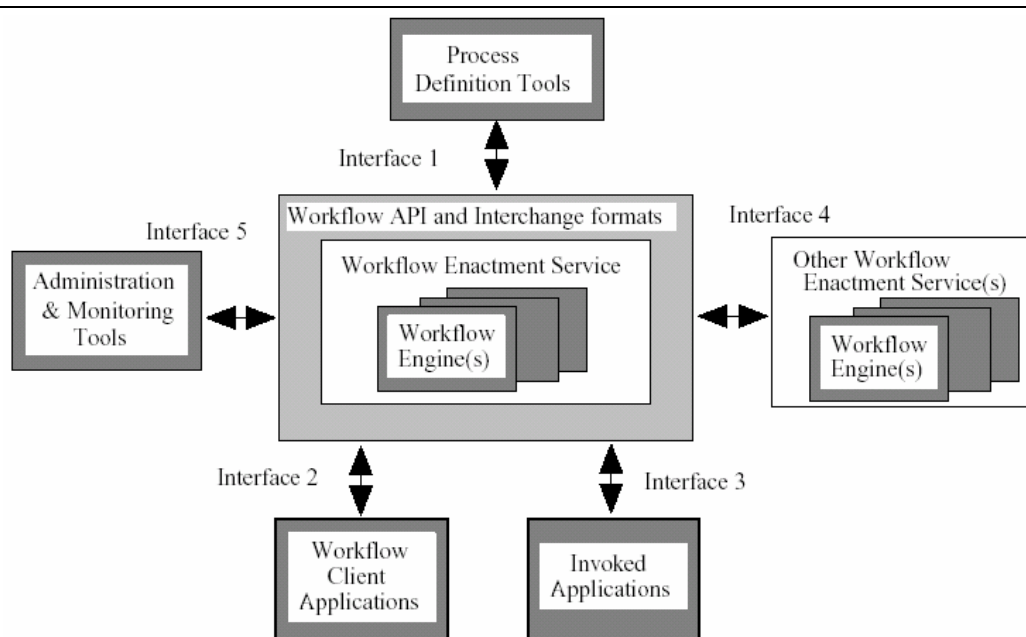 Process
Definition Tools
Interface 1
Workflow API and Interchange formats
Interface 4
Interface 5
Workflow Enactment Service
Other Workflow
Enactment Service(s)
Administration
& Monitoring
Tools
Workflow
Engine(s)
Workflow
Engine(s)
Interface 2
Interface 3
Workflow
Client
Applications
Invoked
Applications